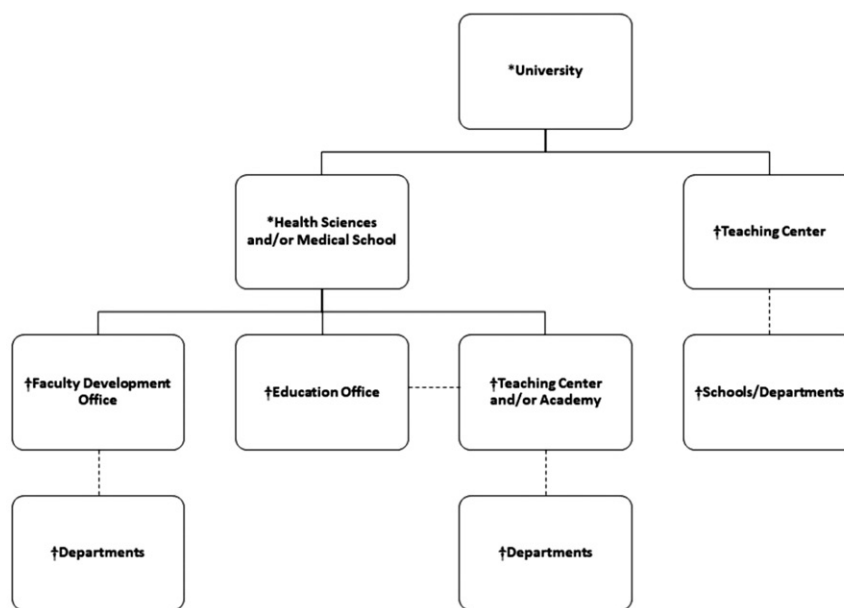 *University
*Health Sciences
and/or Medical School
†Teaching Center
†Faculty Development
Office
†Education Office
†Teaching Center
and/or Academy
†Schools/Departments
†Departments
†Departments